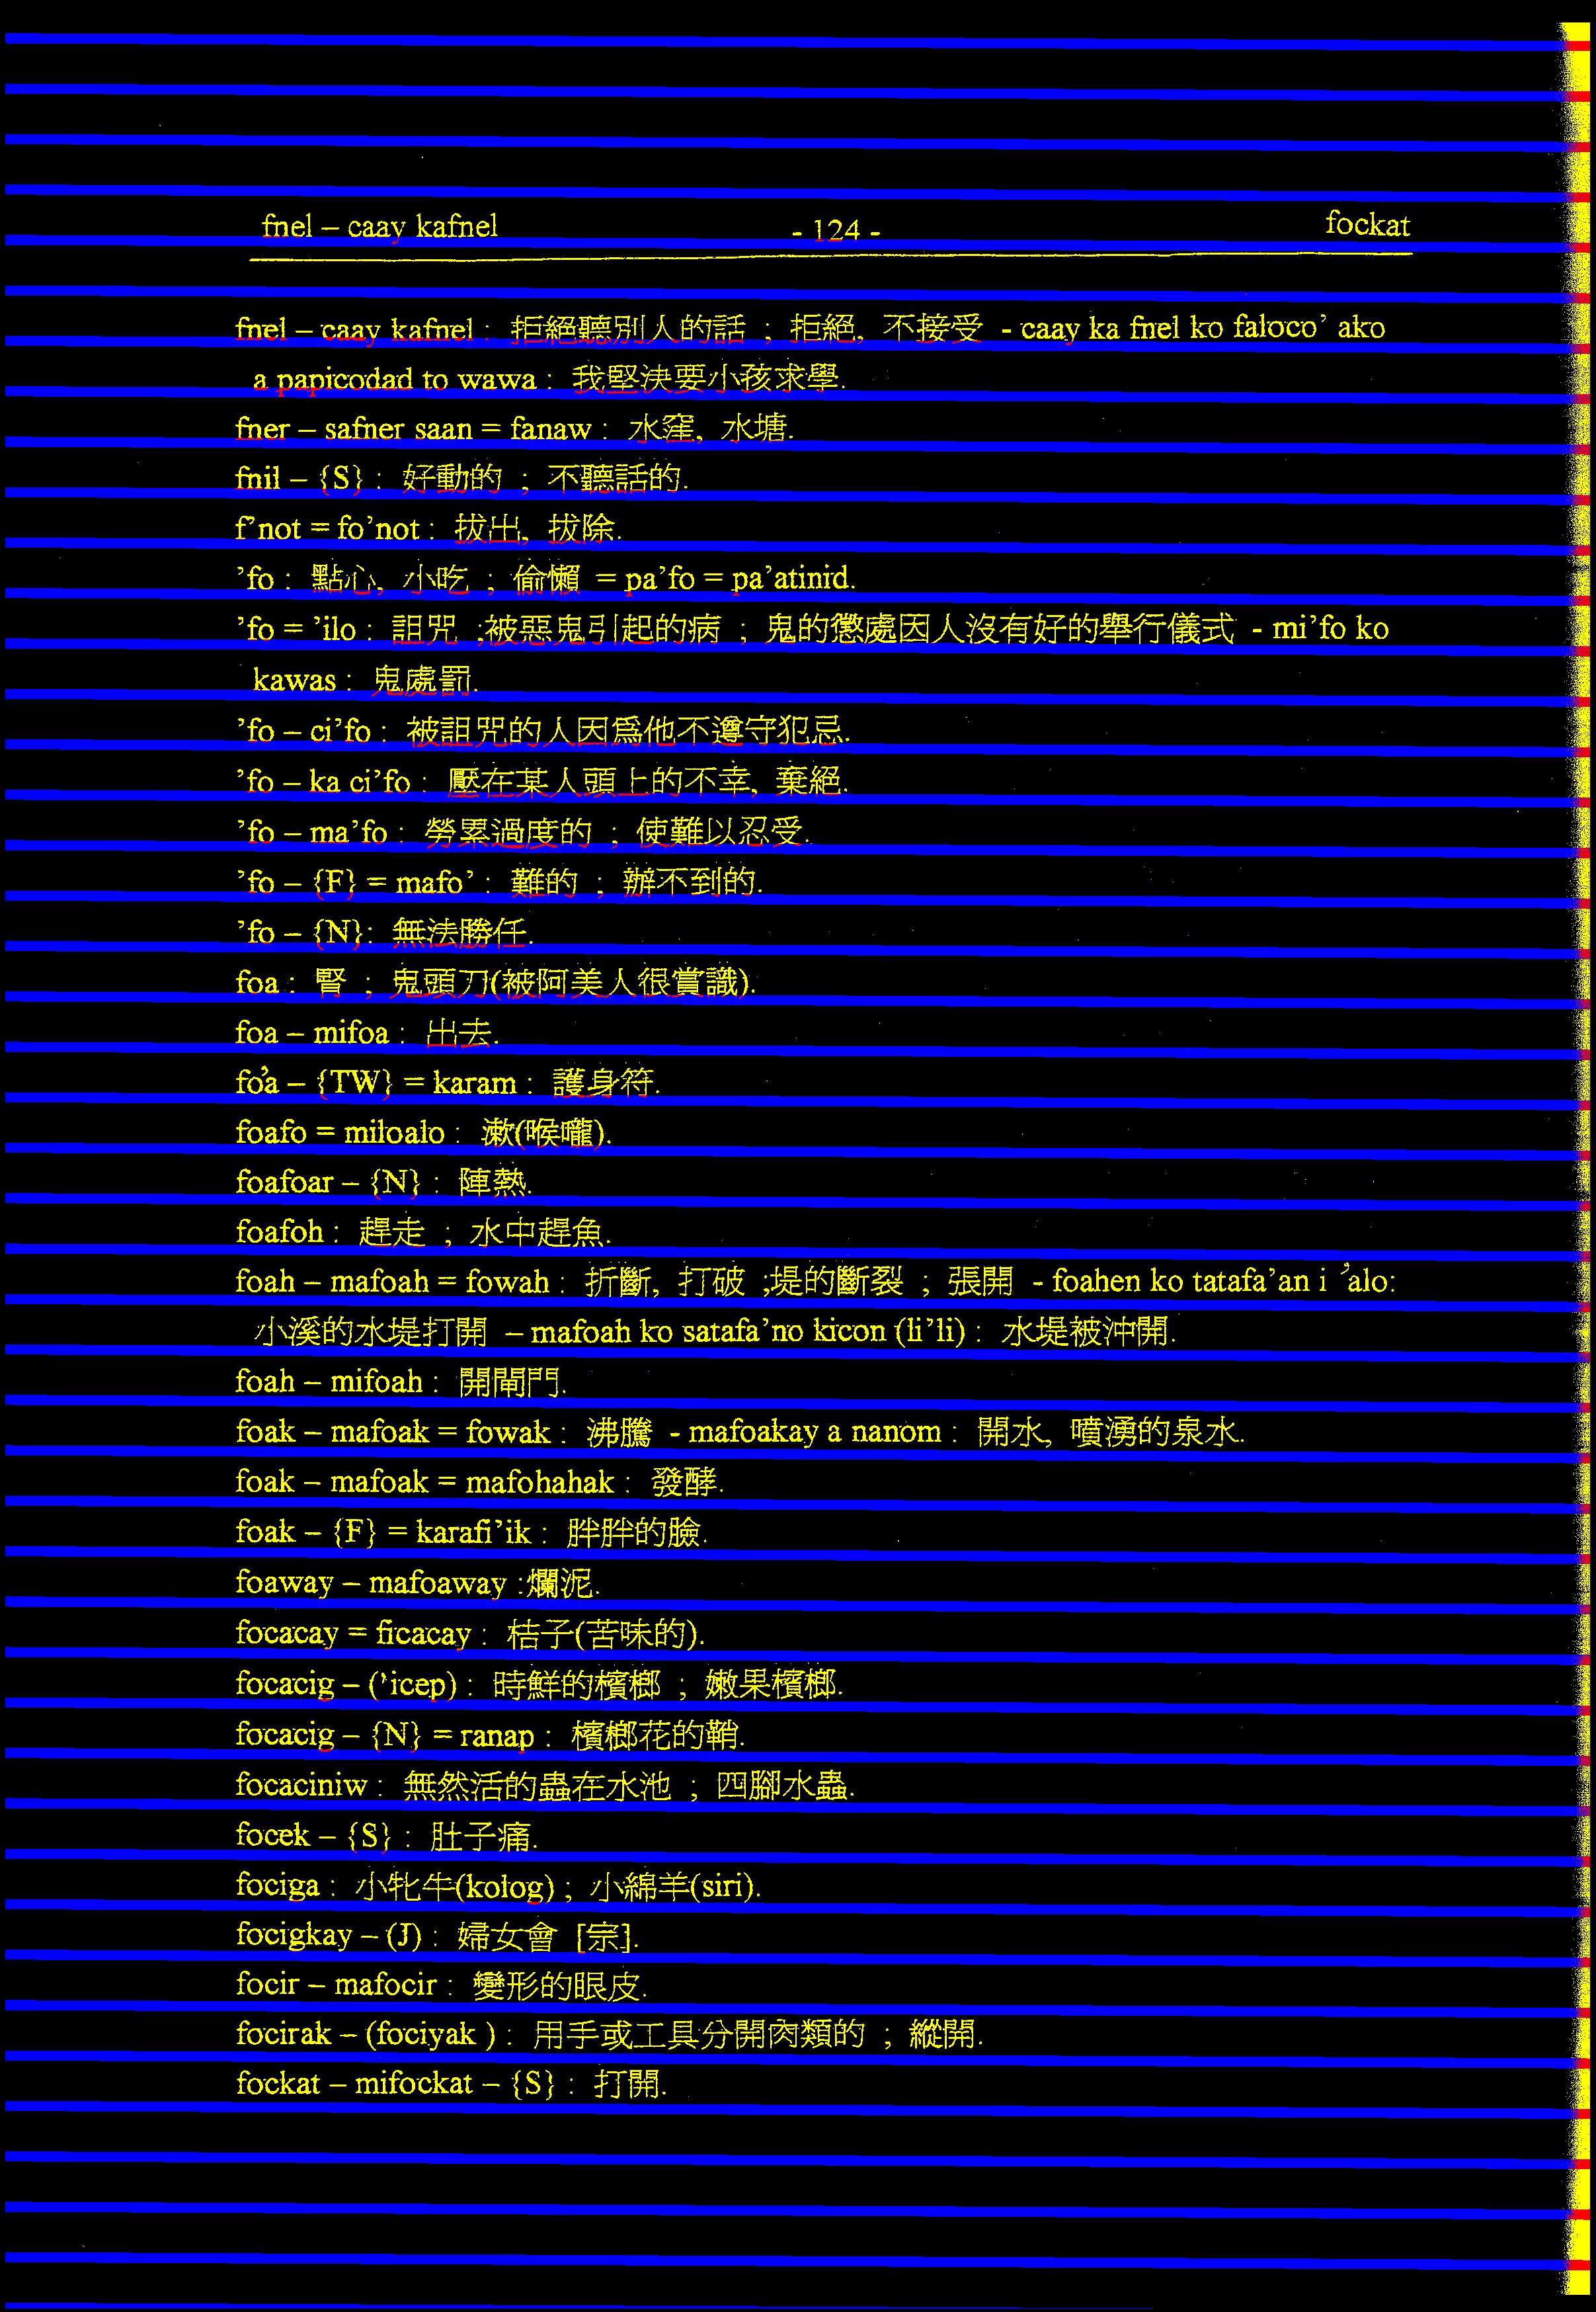 fnel – caay kafnel - 124 - fockat
fnel – caay kafnel : 拒絕聽別人的話 ; 拒絕, 不接受 - caay ka fnel ko faloco’ ako
a papicodad to wawa : 我堅決要小孩求學.
fner – safner saan = fanaw : 水窪, 水塘.
fnil – {S} : 好動的 ; 不聽話的.
f’not = fo’not : 拔出, 拔除.
’fo : 點心, 小吃 ; 偷懶 = pa’fo = pa’atinid.
’fo = ’ilo : 詛咒 ;被惡鬼引起的病 ; 鬼的懲處因人沒有好的舉行儀式 - mi’fo ko
kawas : 鬼處罰.
’fo – ci’fo : 被詛咒的人因爲他不遵守犯忌.
’fo – ka ci’fo : 壓在某人頭上的不幸, 棄絕.
’fo – ma’fo : 勞累過度的 ; 使難以忍受.
’fo – {F} = mafo’ : 難的 ; 辦不到的.
’fo – {N}: 無法勝任.
foa : 腎 ; 鬼頭刀(被阿美人很賞識).
foa – mifoa : 出去.
fo’a – {TW} = karam : 護身符.
foafo = miloalo : 漱(喉嚨).
foafoar – {N} : 陣熱.
foafoh : 趕走 ; 水中趕魚.
foah – mafoah = fowah : 折斷, 打破 ;堤的斷裂 ; 張開 - foahen ko tatafa’an i ’alo:
小溪的水堤打開 – mafoah ko satafa’no kicon (li’li) : 水堤被沖開.
foah – mifoah : 開閘門.
foak – mafoak = fowak : 沸騰 - mafoakay a nanom : 開水, 噴湧的泉水.
foak – mafoak = mafohahak : 發酵.
foak – {F} = karafi’ik : 胖胖的臉.
foaway – mafoaway :爛泥.
focacay = ficacay : 桔子(苦味的).
focacig – (’icep) : 時鮮的檳榔 ; 嫩果檳榔.
focacig – {N} = ranap : 檳榔花的鞘.
focaciniw : 無然活的蟲在水池 ; 四腳水蟲.
focek – {S} : 肚子痛.
fociga : 小牝牛(kolog) ; 小綿羊(siri).
focigkay – (J) : 婦女會 [宗].
focir – mafocir : 變形的眼皮.
focirak – (fociyak ) : 用手或工具分開肉類的 ; 縱開.
fockat – mifockat – {S} : 打開.